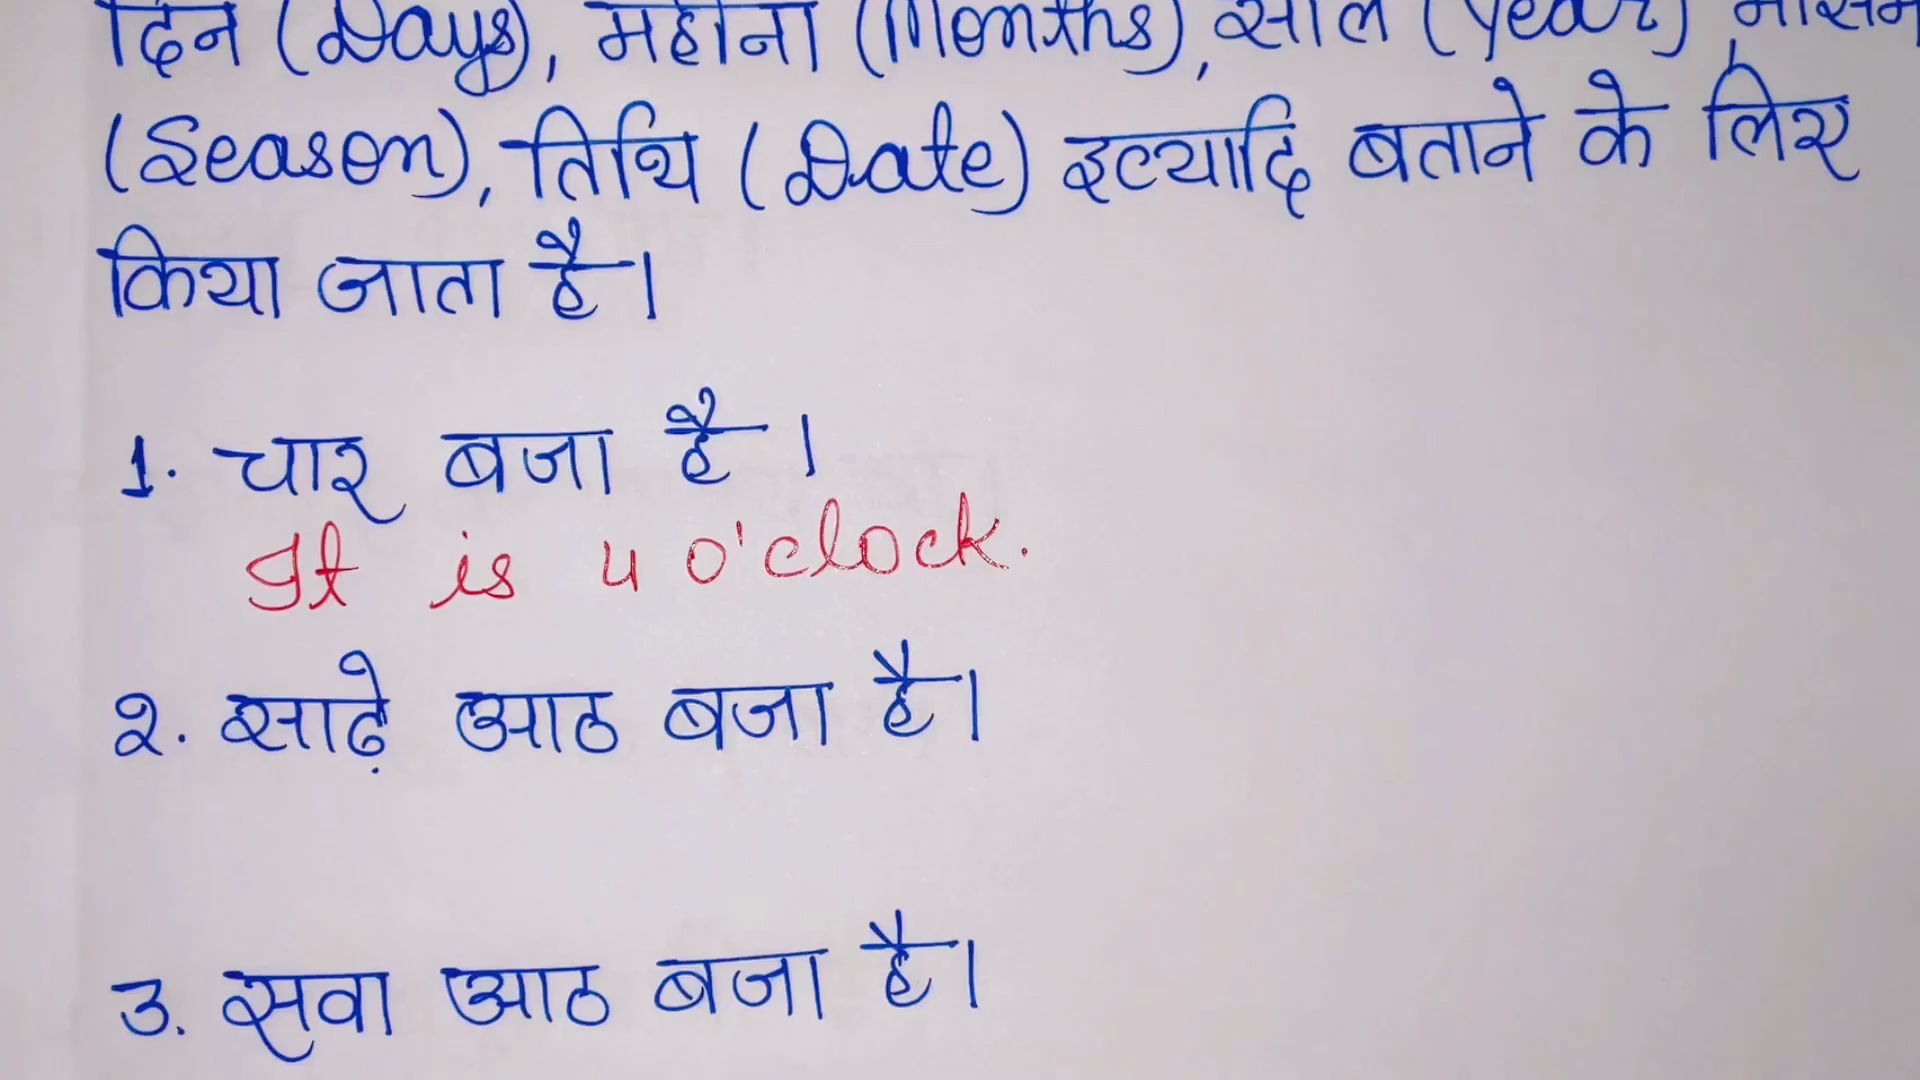 दिन (Days), महीना (Months), साल (Year), मौसम
(Season), तिथि (Date) इत्यादि बताने के लिए
किया जाता है।
1. चार बजा है।
It is 4 o'clock.
2. साढ़े आठ बजा है।
3. सवा आठ बजा है।